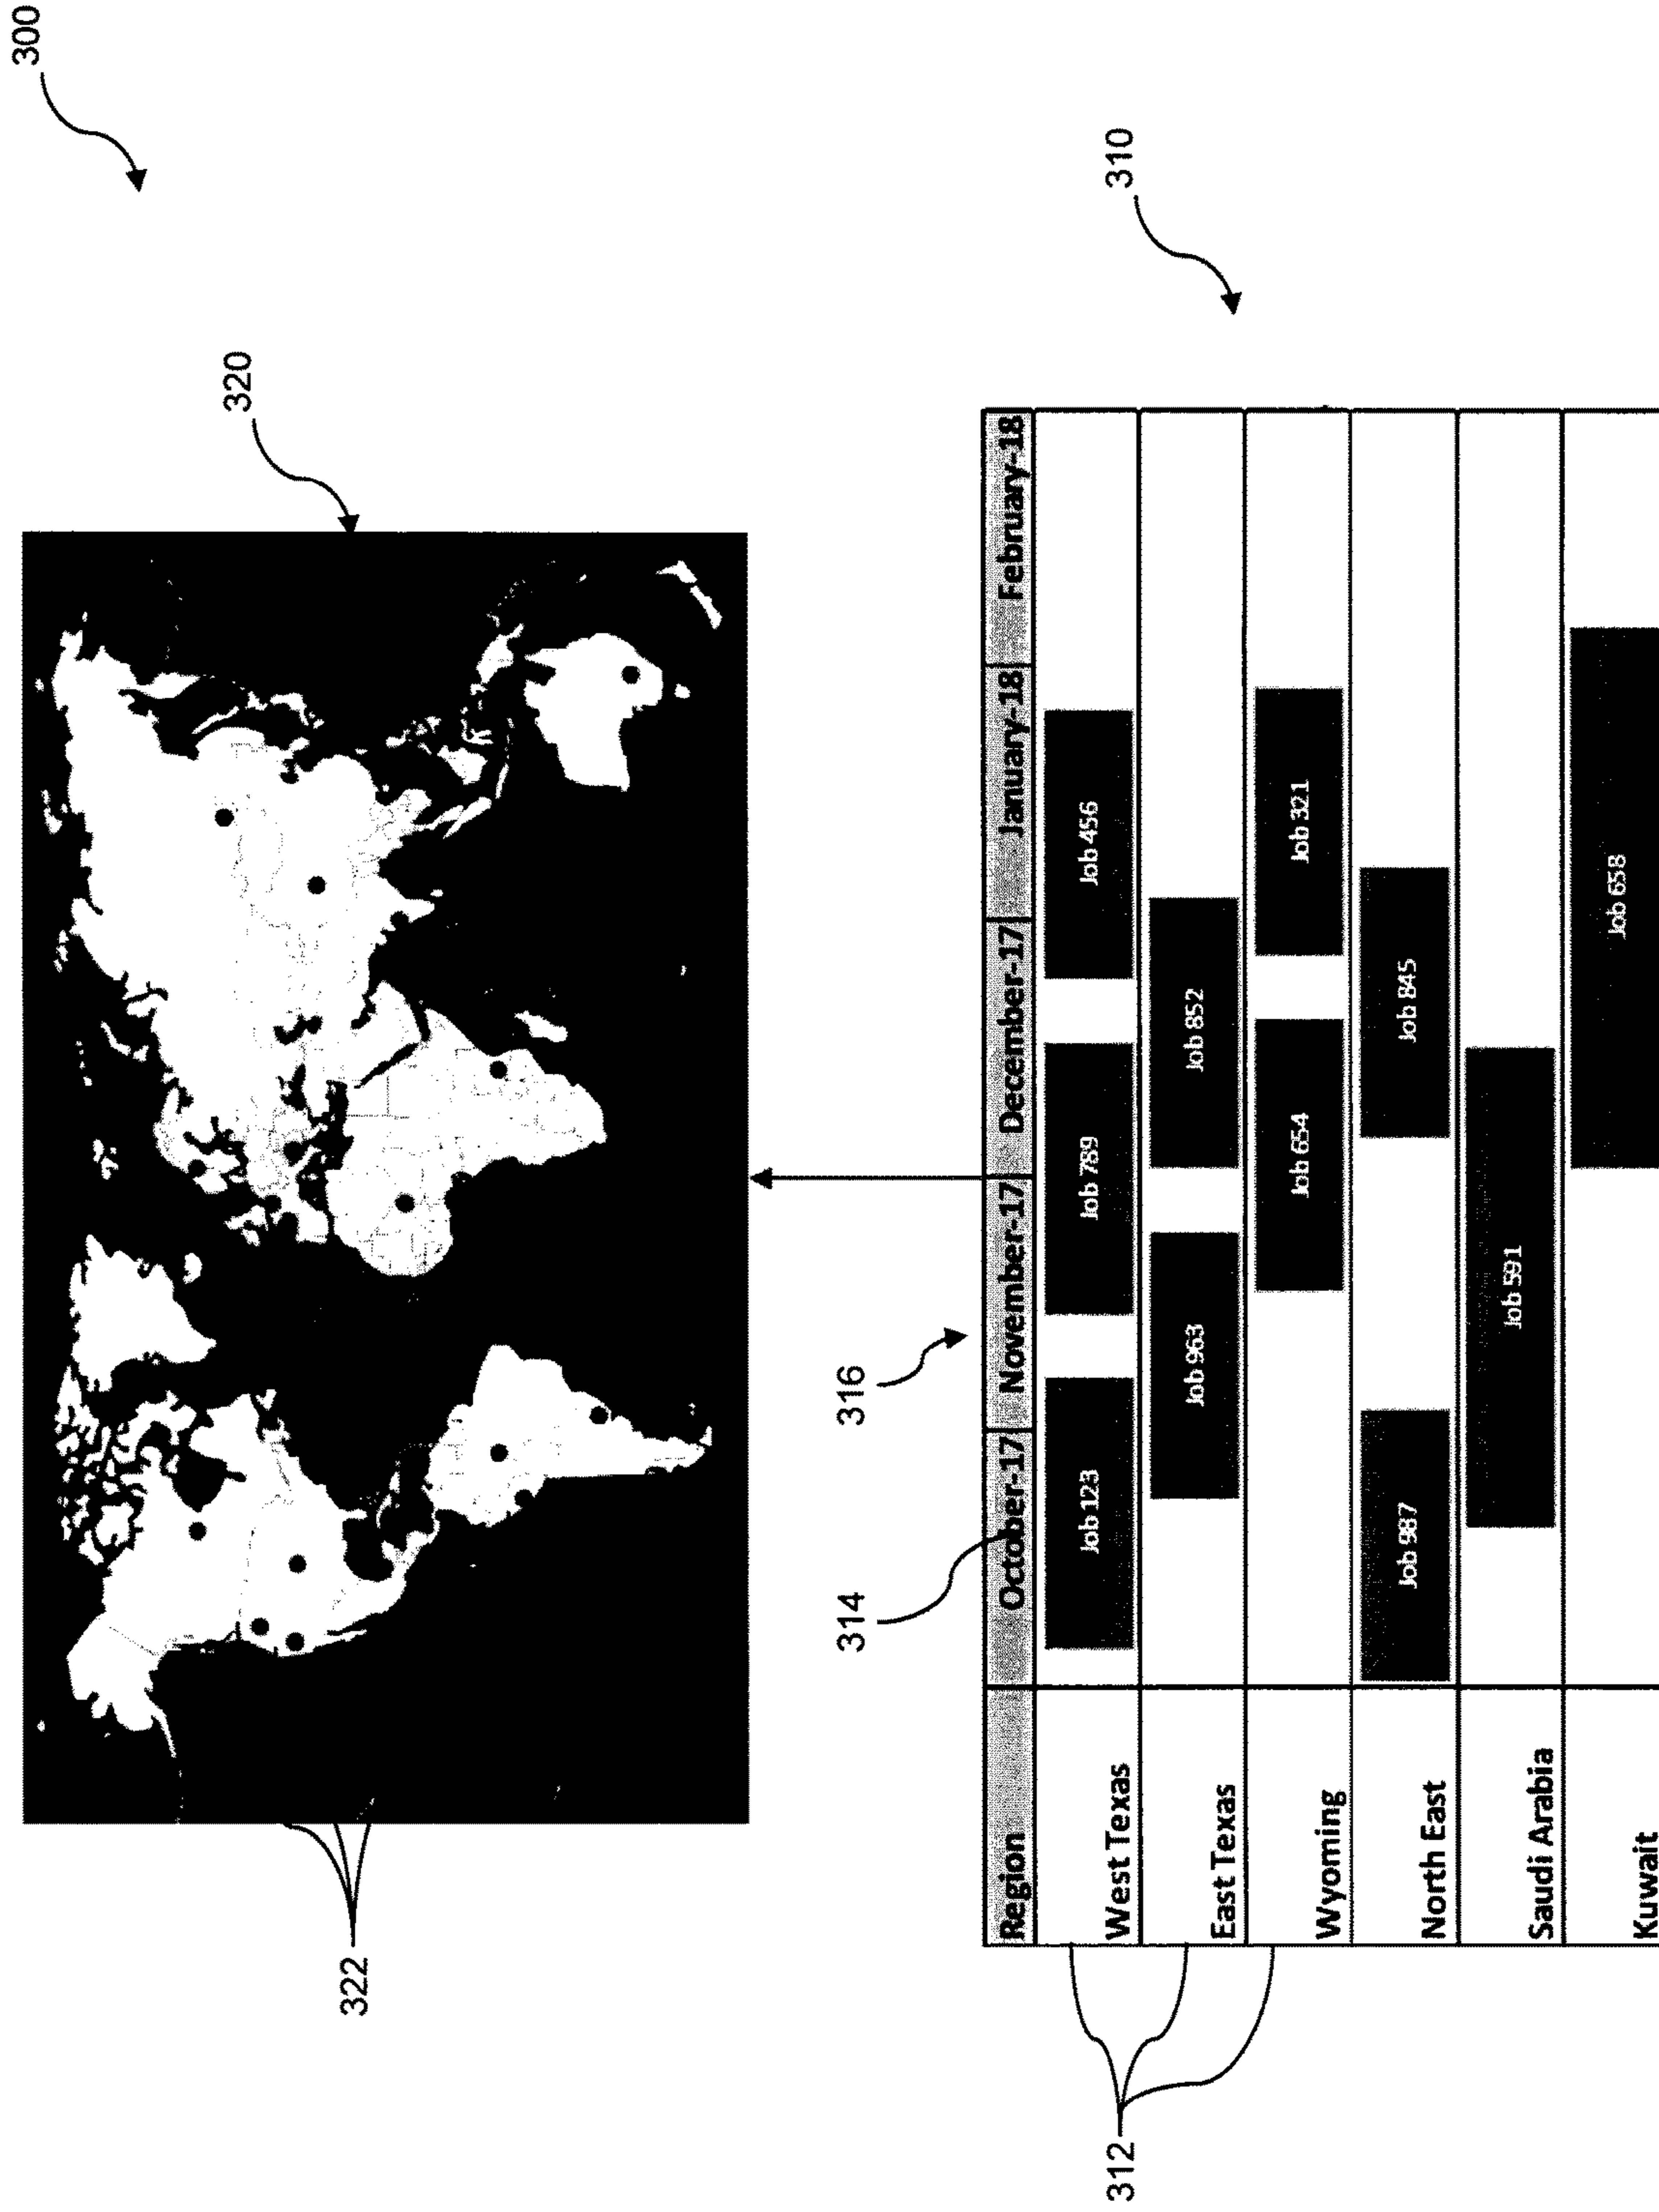 300
320
322
310
316
314
312
Region October-17 November-17 December-17 January-18 February-18
West Texas Job 123 Job 789 Job 456
East Texas Job 963 Job 852
Wyoming Job 654 Job 321
North East Job 987 Job 845
Saudi Arabia Job 591
Kuwait Job 658